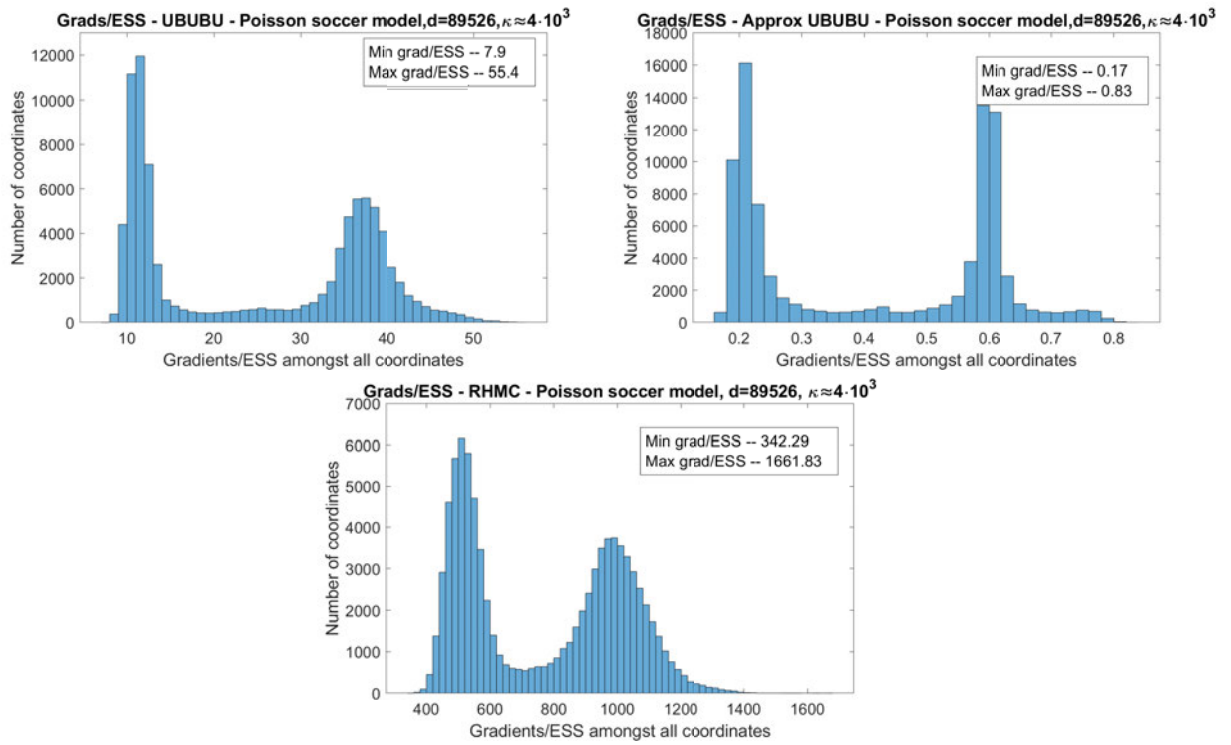 Grads/ESS - UBUBU - Poisson soccer model,d=89526,κ≈4·10³
Min grad/ESS -- 7.9
Max grad/ESS -- 55.4
Number of coordinates
12000
10000
8000
6000
4000
2000
0
10 20 30 40 50
Gradients/ESS amongst all coordinates
Grads/ESS - Approx UBUBU - Poisson soccer model,d=89526,κ≈4·10³
Min grad/ESS -- 0.17
Max grad/ESS -- 0.83
Number of coordinates
18000
16000
14000
12000
10000
8000
6000
4000
2000
0
0.2 0.3 0.4 0.5 0.6 0.7 0.8
Gradients/ESS amongst all coordinates
Grads/ESS - RHMC - Poisson soccer model, d=89526, κ≈4·10³
Min grad/ESS -- 342.29
Max grad/ESS -- 1661.83
Number of coordinates
7000
6000
5000
4000
3000
2000
1000
0
400 600 800 1000 1200 1400 1600
Gradients/ESS amongst all coordinates